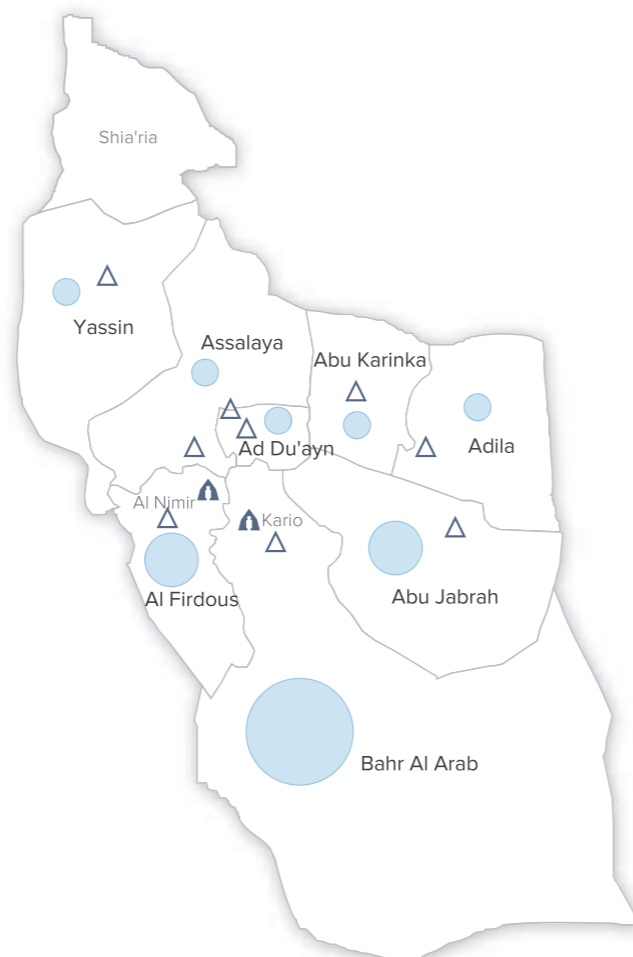 Shia'ria
Yassin
Assalaya
Abu Karinka
Ad Du'ayn
Adila
Al Nimir
Kario
Al Firdous
Abu Jabrah
Bahr Al Arab